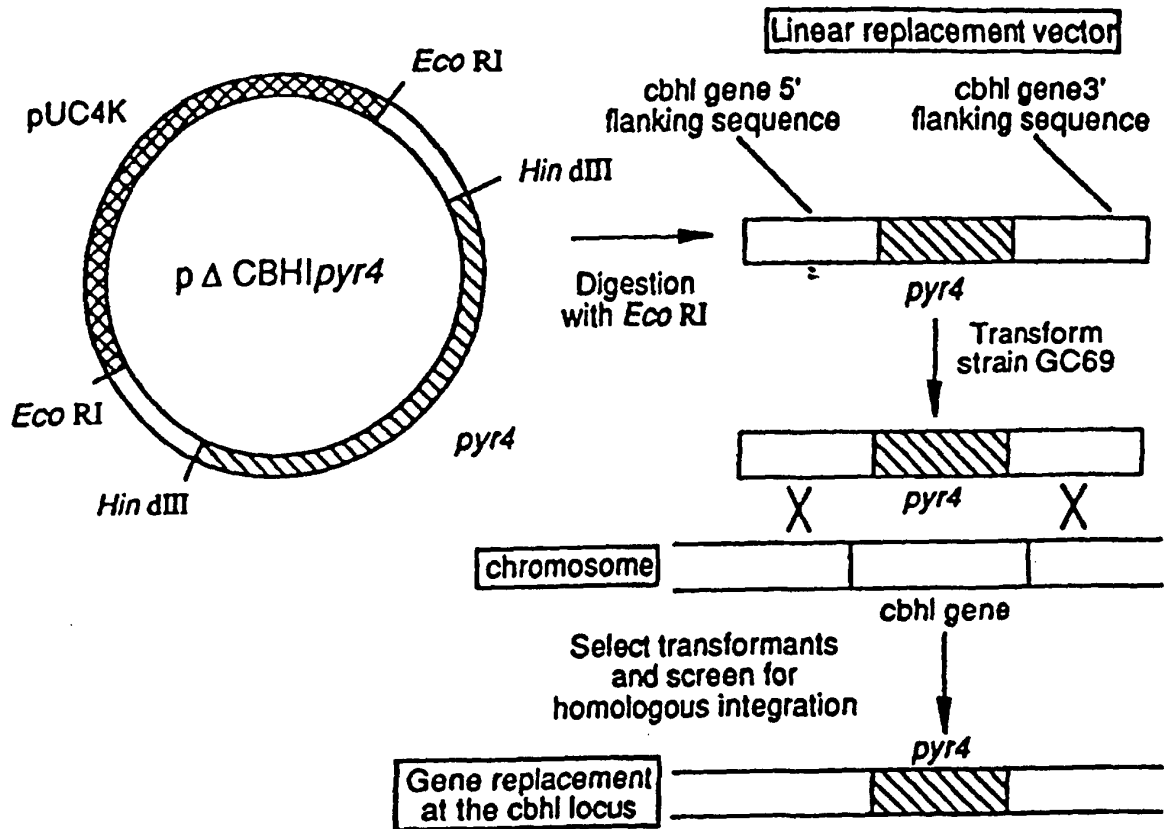 Linear replacement vector
Eco RI
pUC4K
cbhI gene 5'
flanking sequence
cbhI gene3'
flanking sequence
Hin dIII
p Δ CBHIpyr4
Digestion
with Eco RI
pyr4
Transform
strain GC69
Eco RI
pyr4
Hin dIII
pyr4
X
X
chromosome
cbhI gene
Select transformants
and screen for
homologous integration
pyr4
Gene replacement
at the cbhI locus